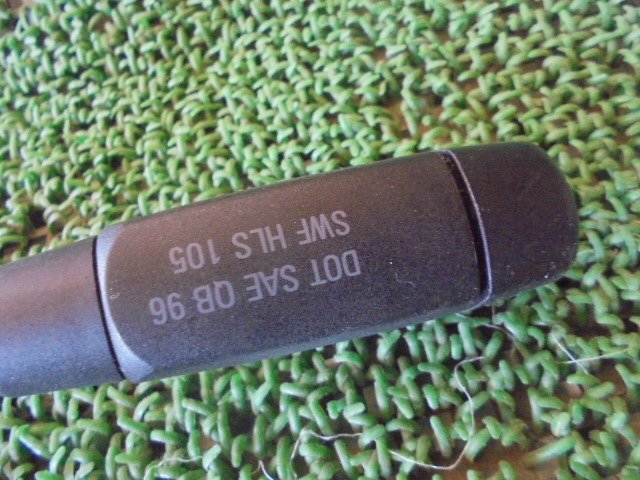 DOT SAE QB 96
SWF HLS 105